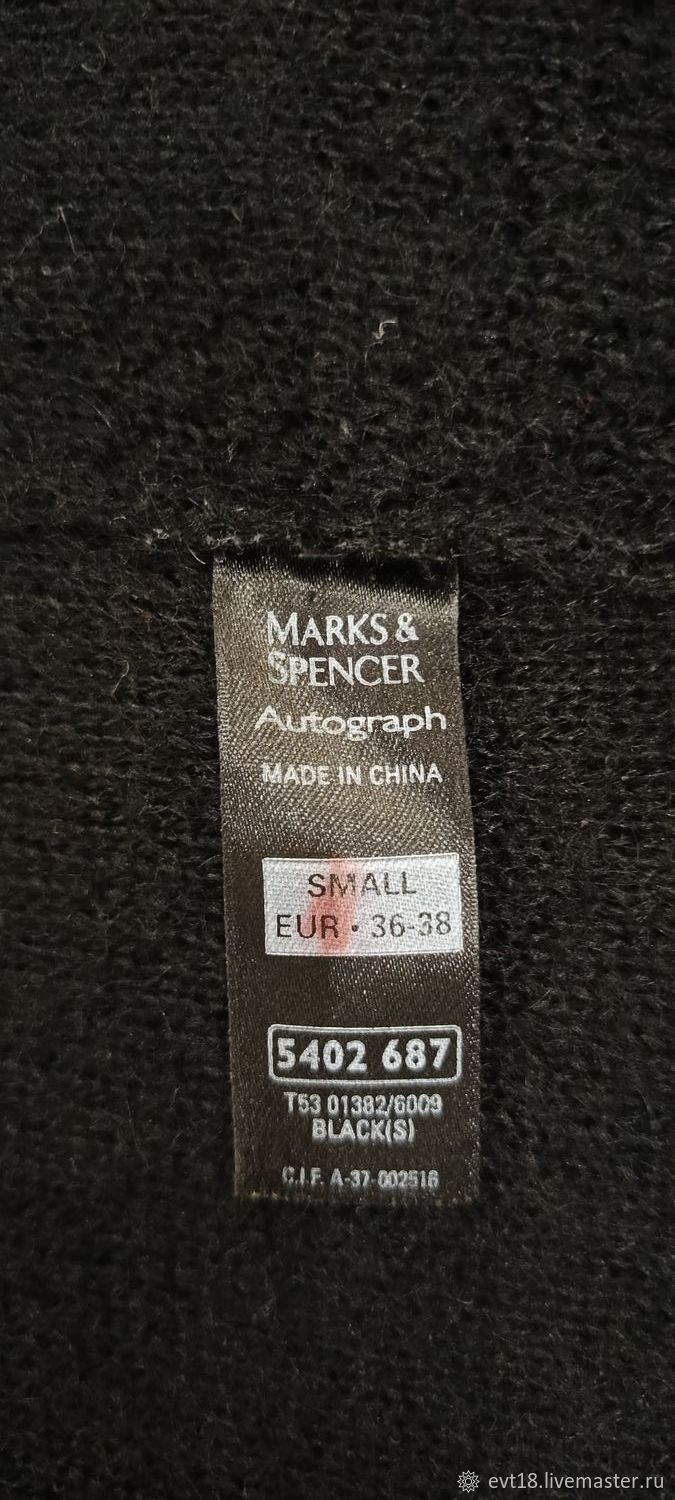 MARKS &
SPENCER
Autograph
MADE IN CHINA
SMALL
EUR • 36-38
5402 687
T53 01382/6009
BLACK(S)
C.I.F. A-37-002516
evt18.livemaster.ru